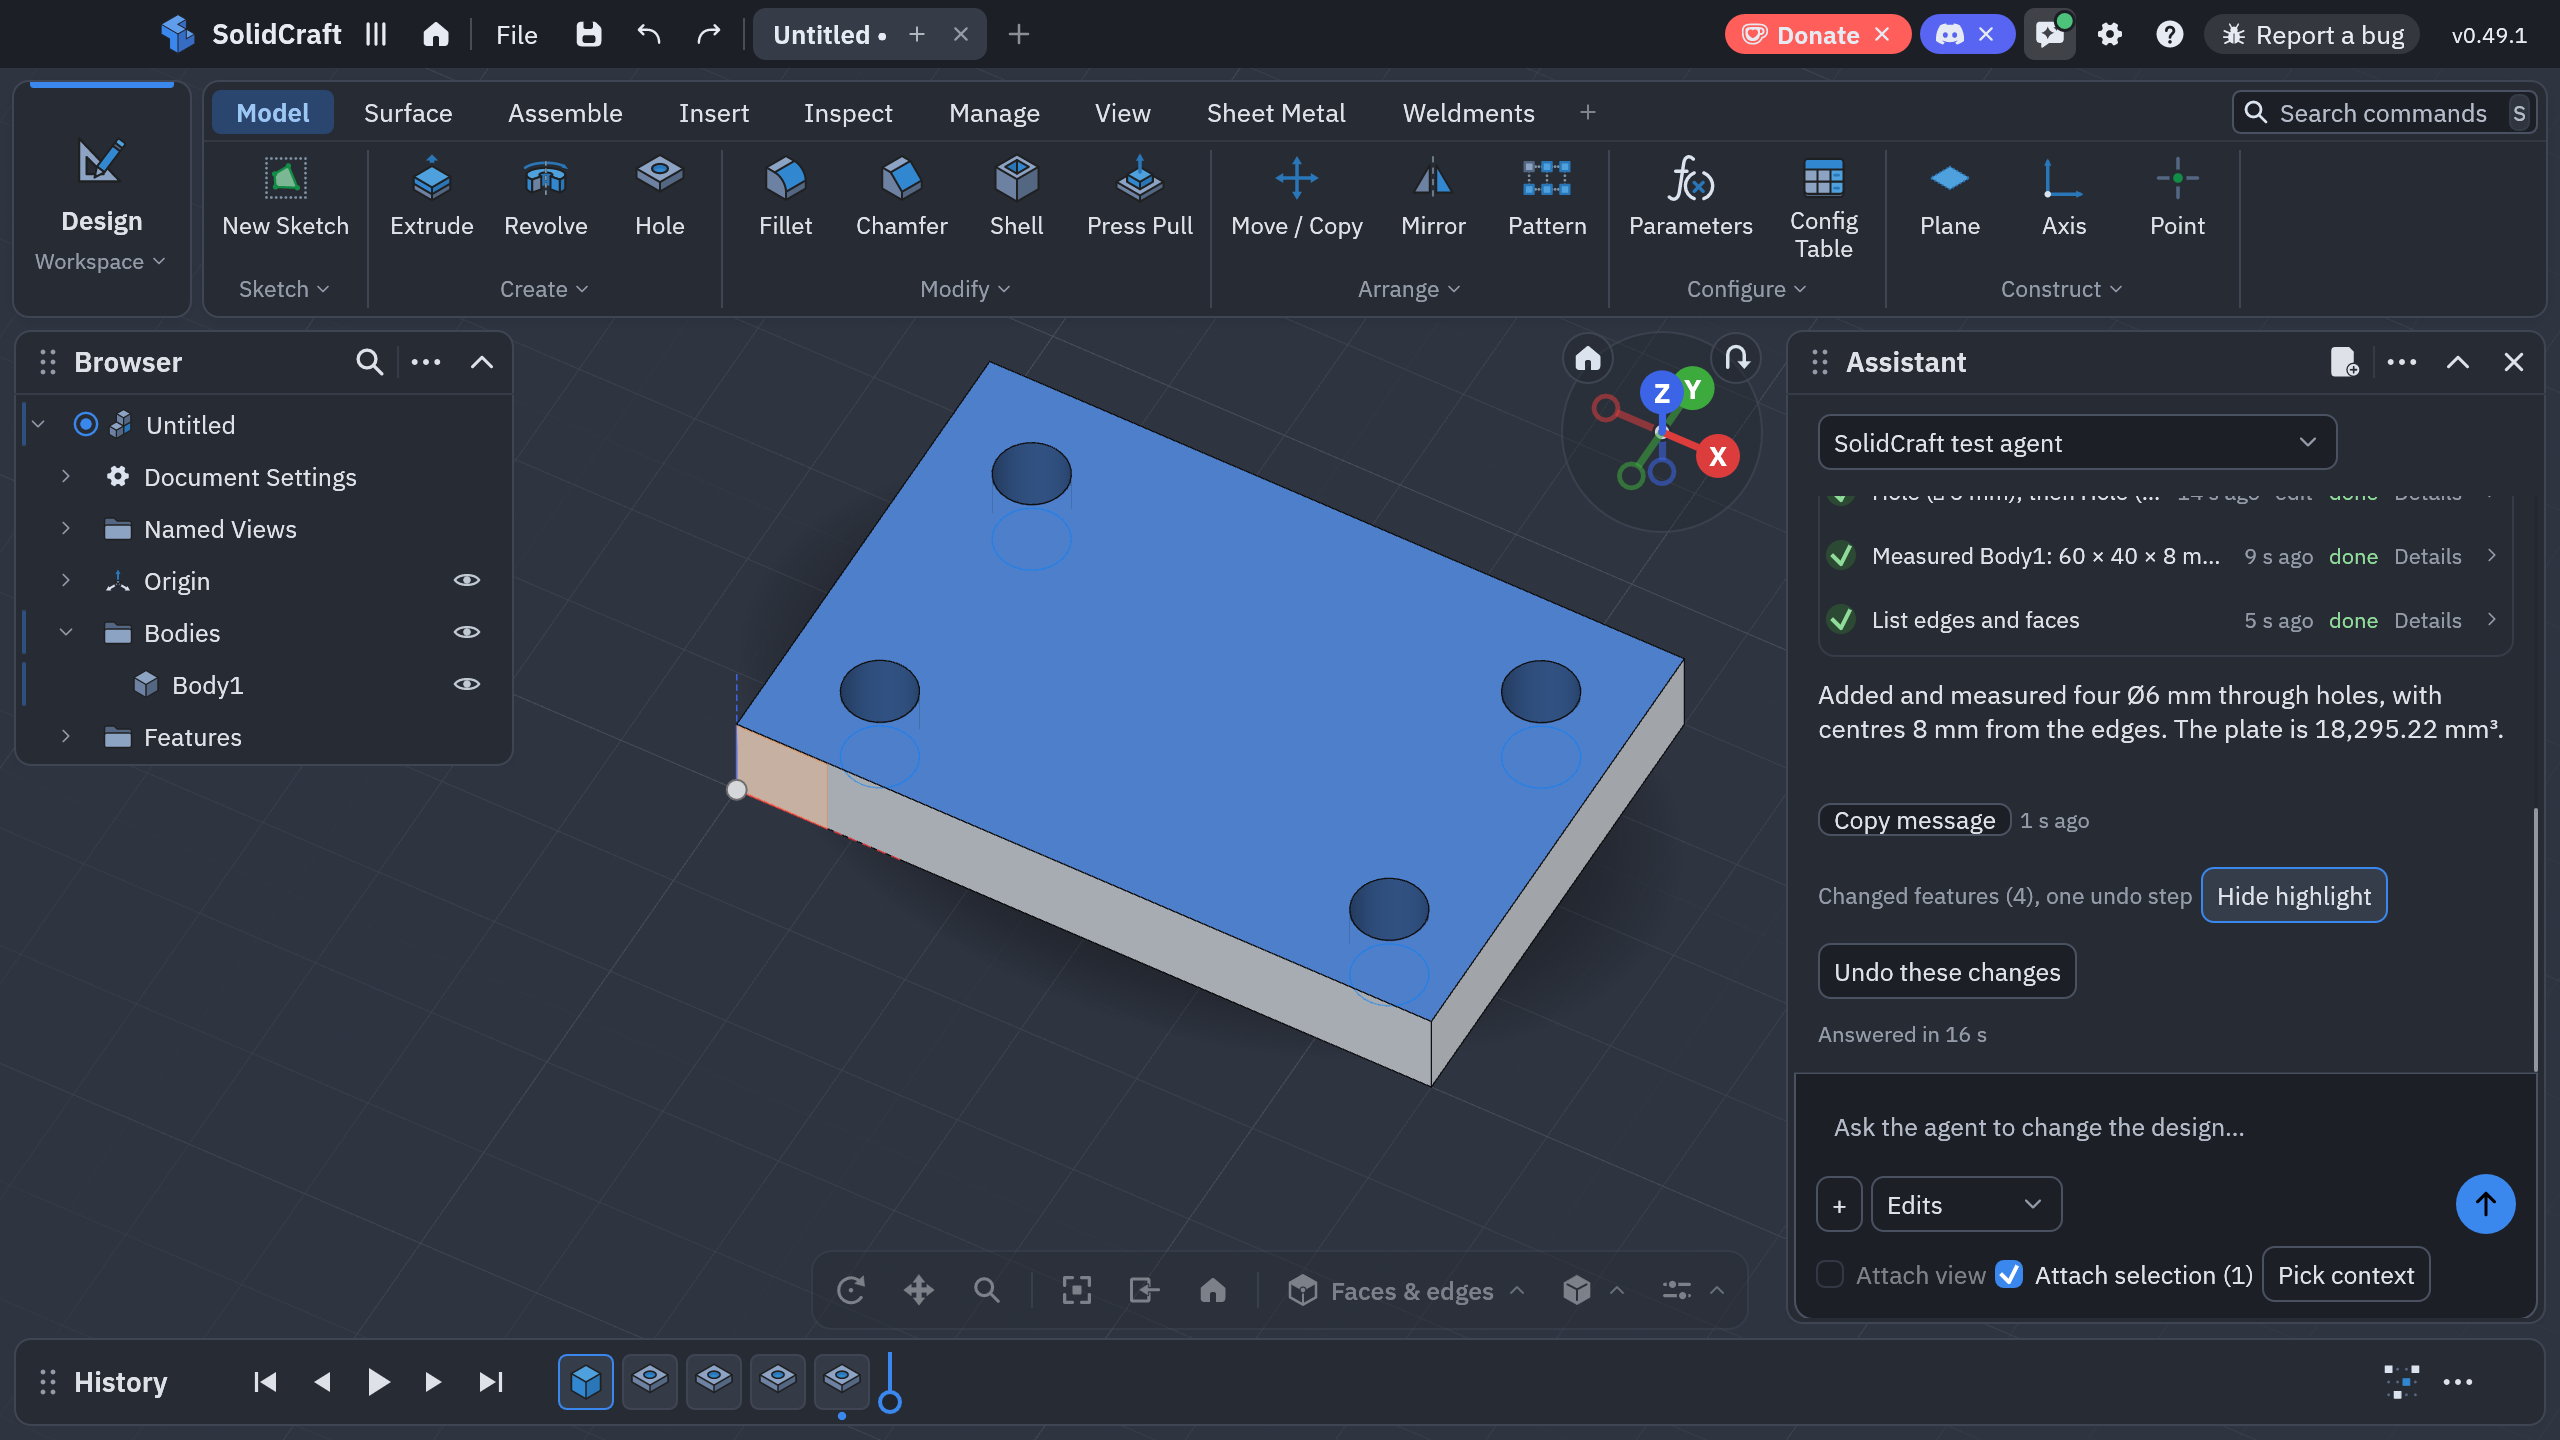 SolidCraft
File
Untitled •
Donate
Report a bug
v0.49.1
Design
Workspace
Model Surface Assemble Insert Inspect Manage View Sheet Metal Weldments
Search commands S
New Sketch Extrude Revolve Hole Fillet Chamfer Shell Press Pull Move / Copy Mirror Pattern Parameters Config Table Plane Axis Point
Sketch Create Modify Arrange Configure Construct
Browser
Untitled
Document Settings
Named Views
Origin
Bodies
Body1
Features
Z Y
X
Assistant
SolidCraft test agent
14 s ago edit done Details
Measured Body1: 60 × 40 × 8 m... 9 s ago done Details
List edges and faces 5 s ago done Details
Added and measured four Ø6 mm through holes, with
centres 8 mm from the edges. The plate is 18,295.22 mm³.
Copy message 1 s ago
Changed features (4), one undo step Hide highlight
Undo these changes
Answered in 16 s
Ask the agent to change the design...
+ Edits
Attach view Attach selection (1) Pick context
Faces & edges
History